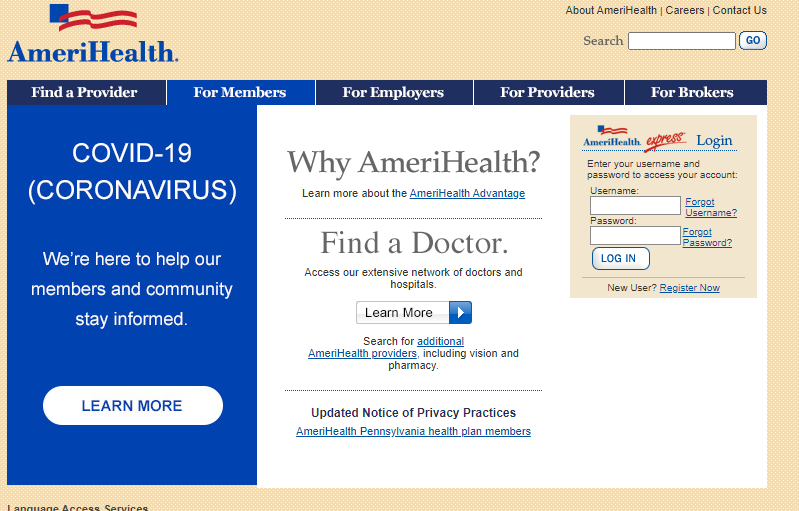 About AmeriHealth | Careers | Contact Us
AmeriHealth.
Search
GO
Find a Provider
For Members
For Employers
For Providers
For Brokers
COVID-19
(CORONAVIRUS)
We're here to help our
members and community
stay informed.
LEARN MORE
Why AmeriHealth?
Learn more about the AmeriHealth Advantage
Find a Doctor.
Access our extensive network of doctors and
hospitals.
Learn More
Search for additional
AmeriHealth providers, including vision and
pharmacy.
Updated Notice of Privacy Practices
AmeriHealth Pennsylvania health plan members
AmeriHealth express Login
Enter your username and
password to access your account:
Username:
Forgot
Username?
Password:
Forgot
Password?
LOG IN
New User? Register Now
Language Access Services